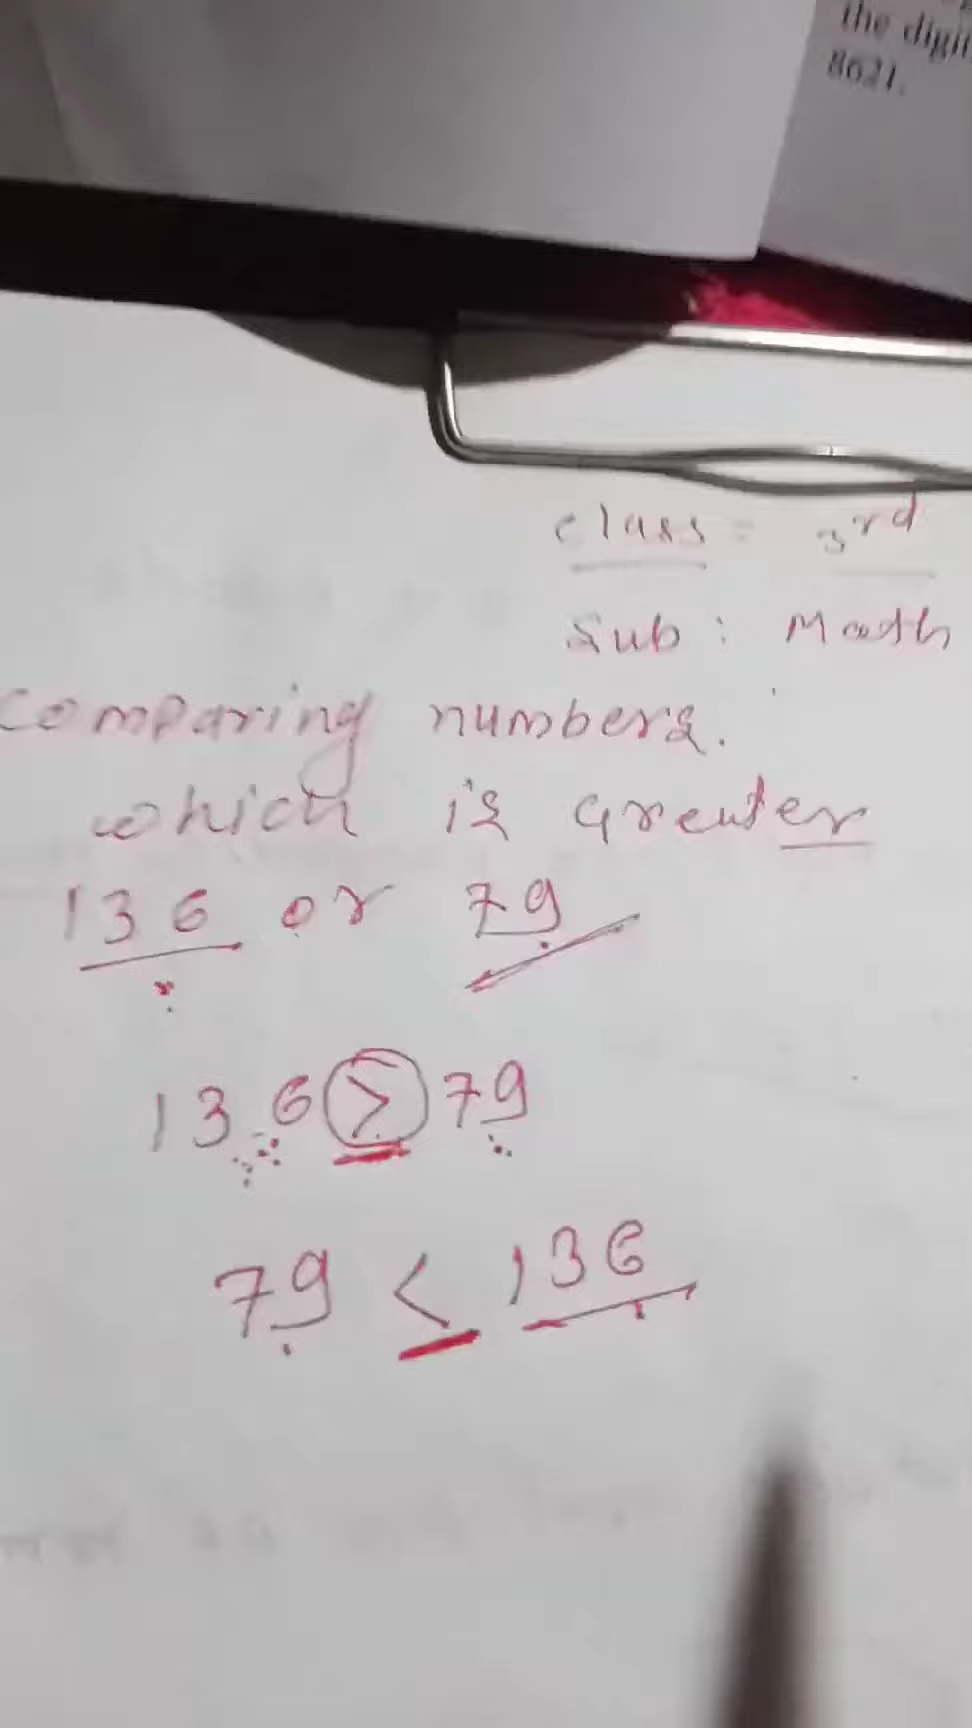 the digit
8621.
class = 3rd
Sub : Math
comparing numbers.
which is Greater
136 or 79
136 > 79
79 < 136